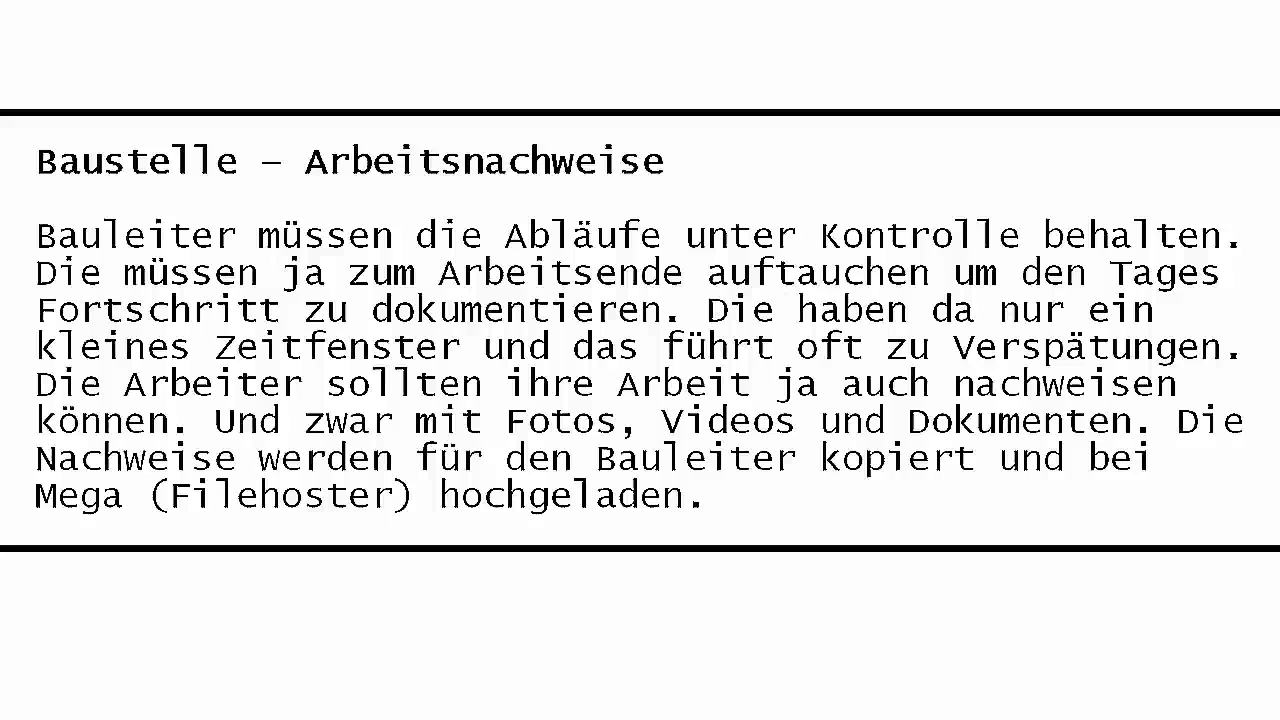 Baustelle – Arbeitsnachweise
Bauleiter müssen die Abläufe unter Kontrolle behalten.
Die müssen ja zum Arbeitsende auftauchen um den Tages
Fortschritt zu dokumentieren. Die haben da nur ein
kleines Zeitfenster und das führt oft zu Verspätungen.
Die Arbeiter sollten ihre Arbeit ja auch nachweisen
können. Und zwar mit Fotos, Videos und Dokumenten. Die
Nachweise werden für den Bauleiter kopiert und bei
Mega (Filehoster) hochgeladen.